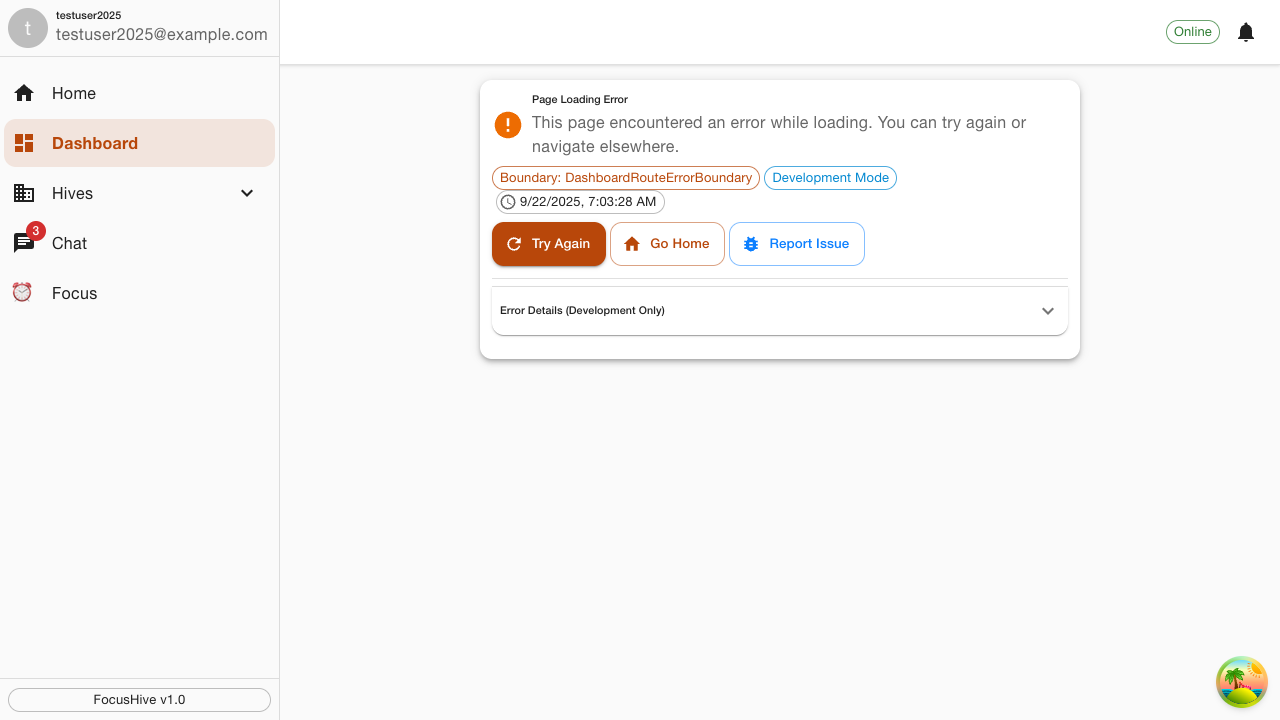 t
testuser2025
testuser2025@example.com
Home
Dashboard
Hives
3
Chat
Focus
FocusHive v1.0
Online
Page Loading Error
This page encountered an error while loading. You can try again or
navigate elsewhere.
Boundary: DashboardRouteErrorBoundary
Development Mode
9/22/2025, 7:03:28 AM
Try Again
Go Home
Report Issue
Error Details (Development Only)